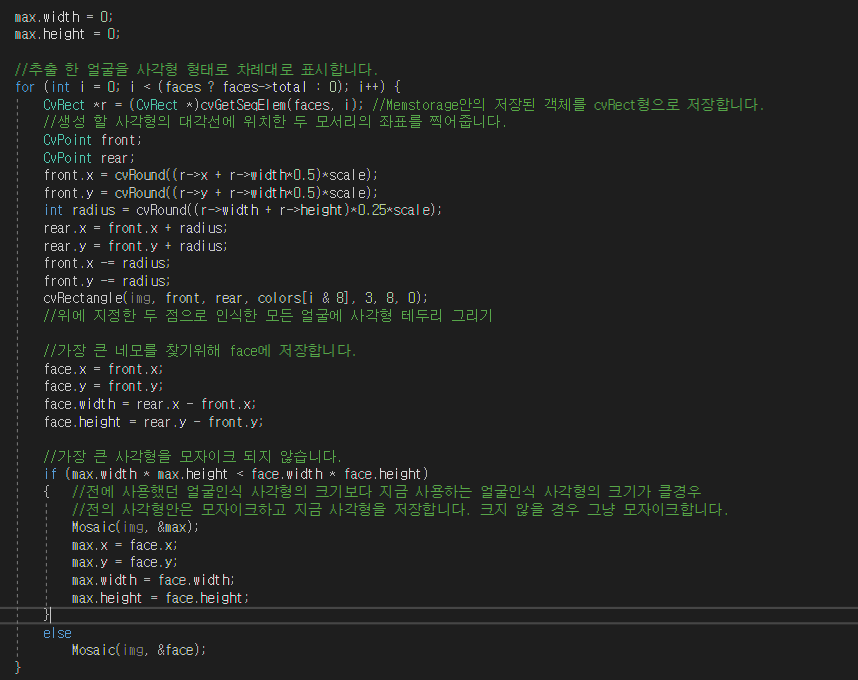 max.width = 0;
max.height = 0;
//추출 한 얼굴을 사각형 형태로 차례대로 표시합니다.
for (int i = 0; i < (faces ? faces->total : 0); i++) {
CvRect *r = (CvRect *)cvGetSeqElem(faces, i); //Memstorage안의 저장된 객체를 cvRect형으로 저장합니다.
//생성 할 사각형의 대각선에 위치한 두 모서리의 좌표를 찍어줍니다.
CvPoint front;
CvPoint rear;
front.x = cvRound((r->x + r->width*0.5)*scale);
front.y = cvRound((r->y + r->width*0.5)*scale);
int radius = cvRound((r->width + r->height)*0.25*scale);
rear.x = front.x + radius;
rear.y = front.y + radius;
front.x -= radius;
front.y -= radius;
cvRectangle(img, front, rear, colors[i & 8], 3, 8, 0);
//위에 지정한 두 점으로 인식한 모든 얼굴에 사각형 테두리 그리기
//가장 큰 네모를 찾기위해 face에 저장합니다.
face.x = front.x;
face.y = front.y;
face.width = rear.x - front.x;
face.height = rear.y - front.y;
//가장 큰 사각형을 모자이크 되지 않습니다.
if (max.width * max.height < face.width * face.height)
{ //전에 사용했던 얼굴인식 사각형의 크기보다 지금 사용하는 얼굴인식 사각형의 크기가 클경우
//전의 사각형안은 모자이크하고 지금 사각형을 저장합니다. 크지 않을 경우 그냥 모자이크합니다.
Mosaic(img, &max);
max.x = face.x;
max.y = face.y;
max.width = face.width;
max.height = face.height;
}
else
Mosaic(img, &face);
}